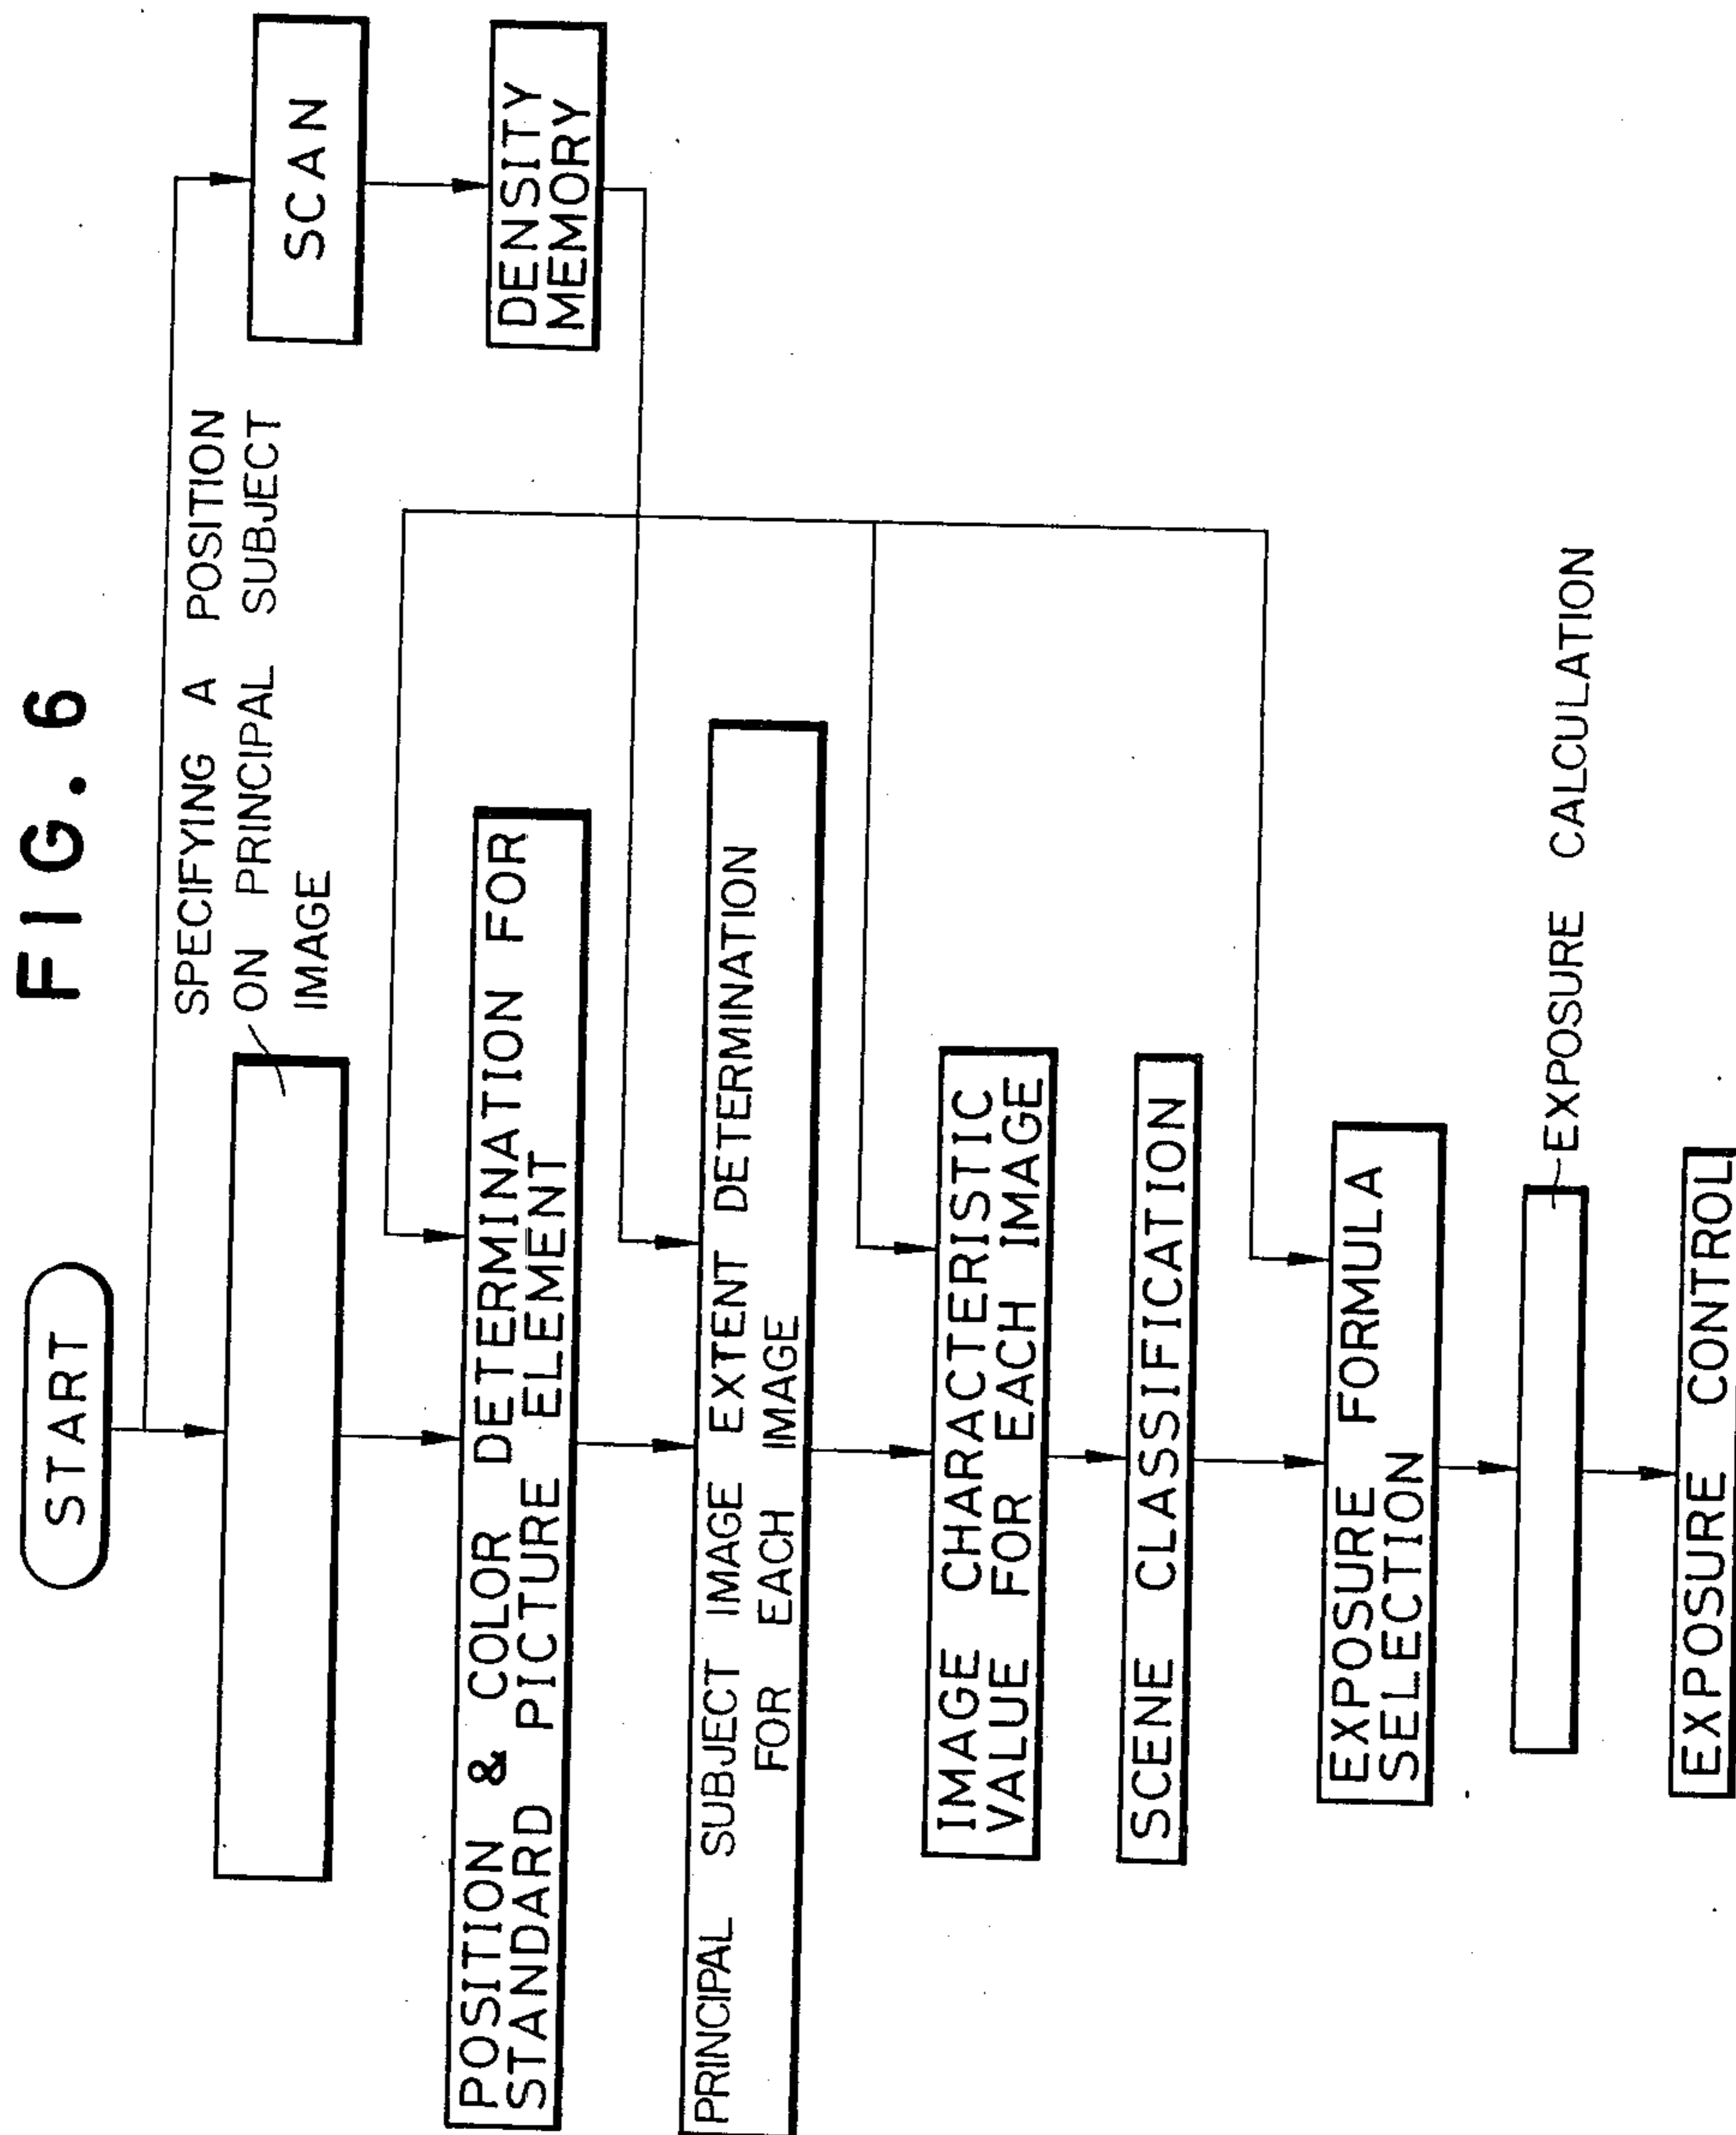 FIG. 6
START
SPECIFYING A POSITION
ON PRINCIPAL SUBJECT
IMAGE
SCAN
DENSITY
MEMORY
POSITION & COLOR DETERMINATION FOR
STANDARD PICTURE ELEMENT
PRINCIPAL SUBJECT IMAGE EXTENT DETERMINATION
FOR EACH IMAGE
IMAGE CHARACTERISTIC
VALUE FOR EACH IMAGE
SCENE CLASSIFICATION
EXPOSURE FORMULA
SELECTION
EXPOSURE CALCULATION
EXPOSURE CONTROL